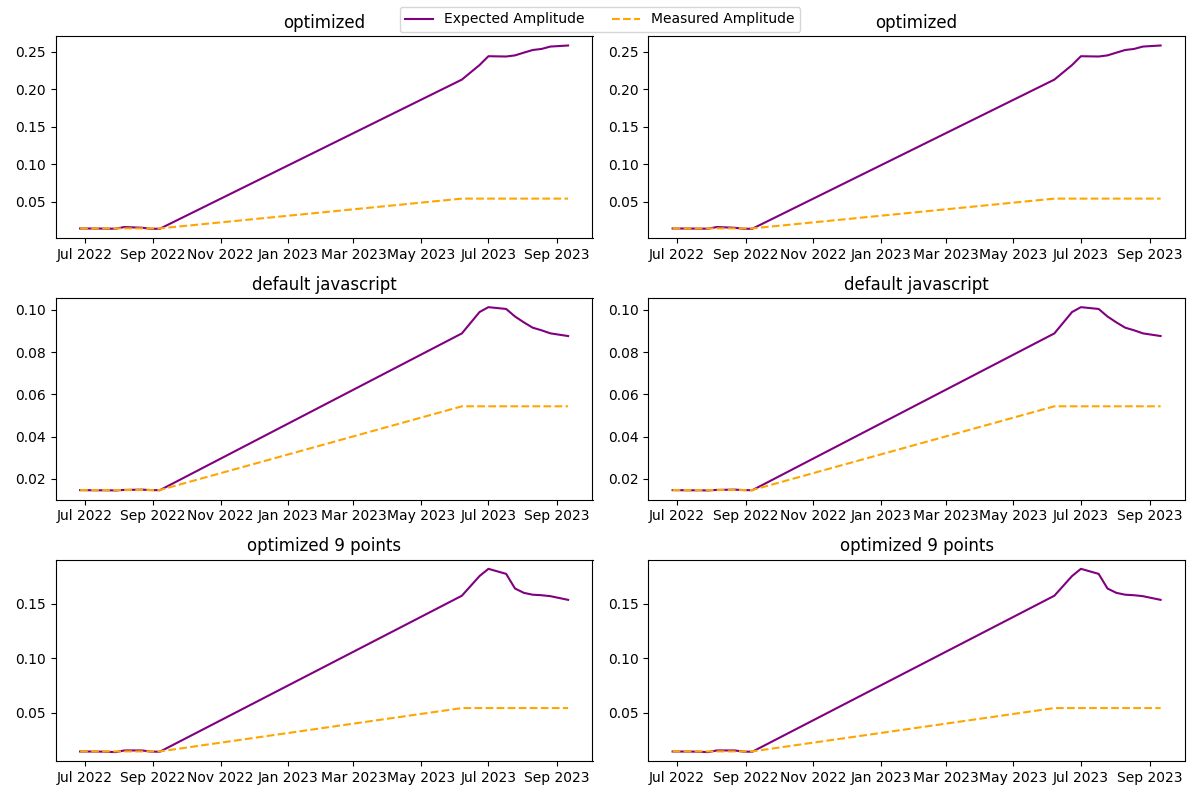 Expected Amplitude Measured Amplitude
optimized optimized
0.25 0.25
0.20 0.20
0.15 0.15
0.10 0.10
0.05 0.05
Jul 2022 Sep 2022 Nov 2022 Jan 2023 Mar 2023 May 2023 Jul 2023 Sep 2023 Jul 2022 Sep 2022 Nov 2022 Jan 2023 Mar 2023 May 2023 Jul 2023 Sep 2023
default javascript default javascript
0.10 0.10
0.08 0.08
0.06 0.06
0.04 0.04
0.02 0.02
Jul 2022 Sep 2022 Nov 2022 Jan 2023 Mar 2023 May 2023 Jul 2023 Sep 2023 Jul 2022 Sep 2022 Nov 2022 Jan 2023 Mar 2023 May 2023 Jul 2023 Sep 2023
optimized 9 points optimized 9 points
0.15 0.15
0.10 0.10
0.05 0.05
Jul 2022 Sep 2022 Nov 2022 Jan 2023 Mar 2023 May 2023 Jul 2023 Sep 2023 Jul 2022 Sep 2022 Nov 2022 Jan 2023 Mar 2023 May 2023 Jul 2023 Sep 2023